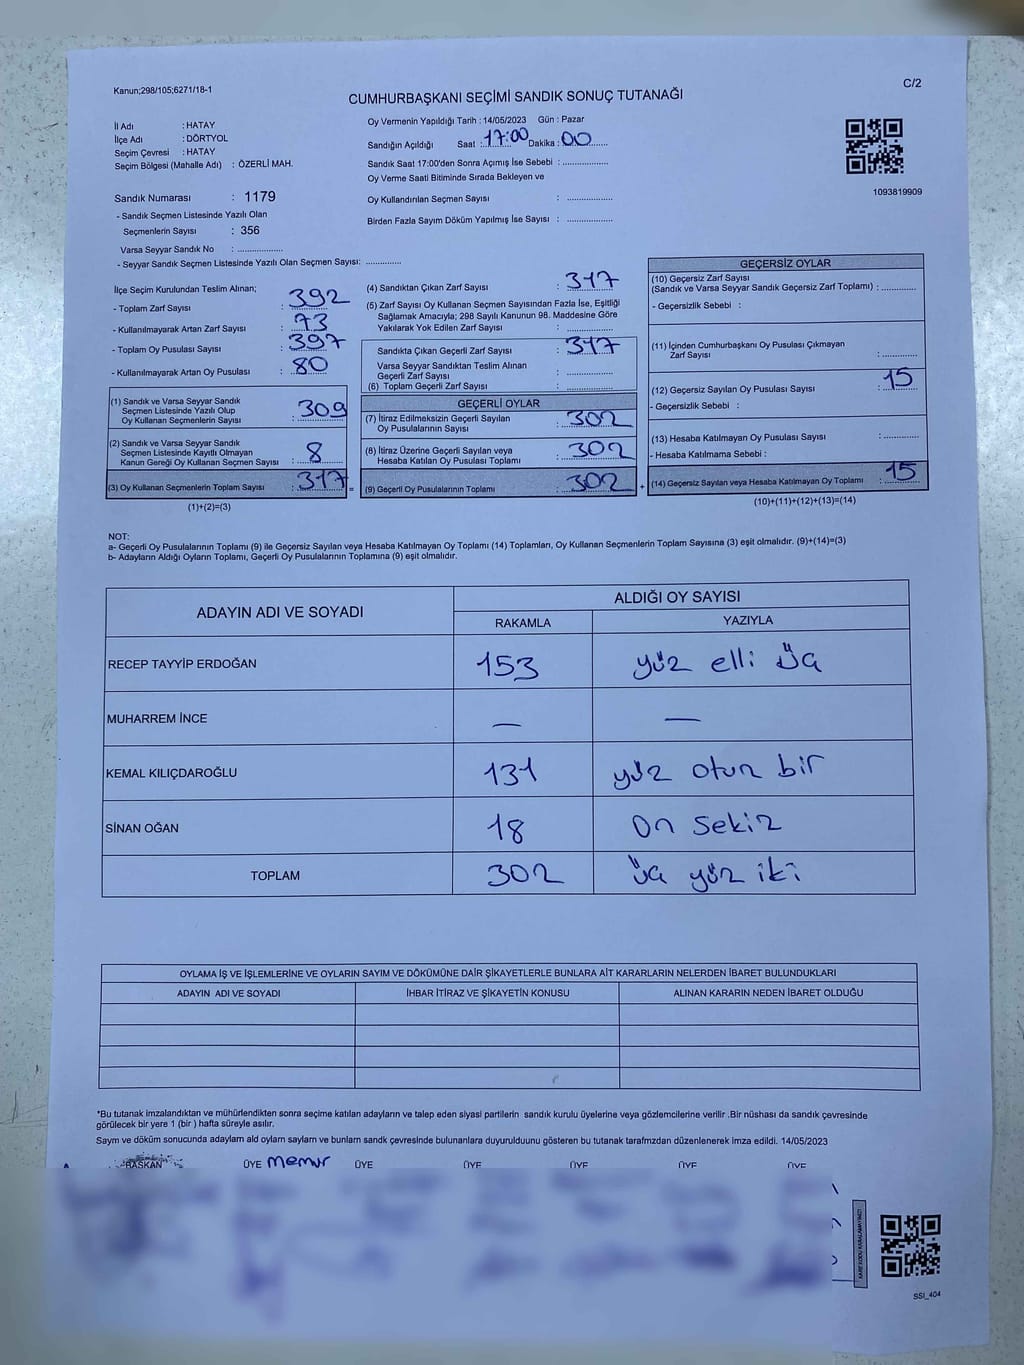 Kanun;298/105;6271/18-1
C/2
CUMHURBAŞKANI SEÇİMİ SANDIK SONUÇ TUTANAĞI
İl Adı : HATAY
İlçe Adı : DÖRTYOL
Seçim Çevresi : HATAY
Seçim Bölgesi (Mahalle Adı) : ÖZERLİ MAH.
Sandık Numarası : 1179
- Sandık Seçmen Listesinde Yazılı Olan
Seçmenlerin Sayısı : 356
Varsa Seyyar Sandık No : ................
- Seyyar Sandık Seçmen Listesinde Yazılı Olan Seçmen Sayısı: ............
Oy Vermenin Yapıldığı Tarih : 14/05/2023 Gün : Pazar
Sandığın Açıldığı Saat : 17:00 Dakika : 00
Sandık Saat 17:00'den Sonra Açımış İse Sebebi : ................
Oy Verme Saati Bitiminde Sırada Bekleyen ve
Oy Kullandırılan Seçmen Sayısı : ................
Birden Fazla Sayım Döküm Yapılmış İse Sayısı : ................
1093819909
İlçe Seçim Kurulundan Teslim Alınan;
- Toplam Zarf Sayısı : 392
- Kullanılmayarak Artan Zarf Sayısı : 73
- Toplam Oy Pusulası Sayısı : 397
- Kullanılmayarak Artan Oy Pusulası : 80
(1) Sandık ve Varsa Seyyar Sandık
Seçmen Listesinde Yazılı Olup
Oy Kullanan Seçmenlerin Sayısı : 309
(2) Sandık ve Varsa Seyyar Sandık
Seçmen Listesinde Kayıtlı Olmayan
Kanun Gereği Oy Kullanan Seçmen Sayısı : 8
(3) Oy Kullanan Seçmenlerin Toplam Sayısı : 317
(1)+(2)=(3)
(4) Sandıktan Çıkan Zarf Sayısı : 317
(5) Zarf Sayısı Oy Kullanan Seçmen Sayısından Fazla İse, Eşitliği
Sağlamak Amacıyla; 298 Sayılı Kanunun 98. Maddesine Göre
Yakılarak Yok Edilen Zarf Sayısı : ................
Sandıkta Çıkan Geçerli Zarf Sayısı : 317
Varsa Seyyar Sandıktan Teslim Alınan
Geçerli Zarf Sayısı : ................
(6) Toplam Geçerli Zarf Sayısı : ................
GEÇERLİ OYLAR
(7) İtiraz Edilmeksizin Geçerli Sayılan
Oy Pusulalarının Sayısı : 302
(8) İtiraz Üzerine Geçerli Sayılan veya
Hesaba Katılan Oy Pusulası Toplamı : 302
= (9) Geçerli Oy Pusulalarının Toplamı : 302 +
GEÇERSİZ OYLAR
(10) Geçersiz Zarf Sayısı
(Sandık ve Varsa Seyyar Sandık Geçersiz Zarf Toplamı) : ............
- Geçersizlik Sebebi :
(11) İçinden Cumhurbaşkanı Oy Pusulası Çıkmayan
Zarf Sayısı : ............
(12) Geçersiz Sayılan Oy Pusulası Sayısı : 15
- Geçersizlik Sebebi :
(13) Hesaba Katılmayan Oy Pusulası Sayısı : ............
- Hesaba Katılmama Sebebi :
(14) Geçersiz Sayılan veya Hesaba Katılmayan Oy Toplamı : 15
(10)+(11)+(12)+(13)=(14)
NOT:
a- Geçerli Oy Pusulalarının Toplamı (9) ile Geçersiz Sayılan veya Hesaba Katılmayan Oy Toplamı (14) Toplamları, Oy Kullanan Seçmenlerin Toplam Sayısına (3) eşit olmalıdır. (9)+(14)=(3)
b- Adayların Aldığı Oyların Toplamı, Geçerli Oy Pusulalarının Toplamına (9) eşit olmalıdır.
ADAYIN ADI VE SOYADI ALDIĞI OY SAYISI
RAKAMLA YAZIYLA
RECEP TAYYİP ERDOĞAN 153 yüz elli üç
MUHARREM İNCE — —
KEMAL KILIÇDAROĞLU 131 yüz otuz bir
SİNAN OĞAN 18 On sekiz
TOPLAM 302 üç yüz iki
OYLAMA İŞ VE İŞLEMLERİNE VE OYLARIN SAYIM VE DÖKÜMÜNE DAİR ŞİKAYETLERLE BUNLARA AİT KARARLARIN NELERDEN İBARET BULUNDUKLARI
ADAYIN ADI VE SOYADI İHBAR İTİRAZ VE ŞİKAYETİN KONUSU ALINAN KARARIN NEDEN İBARET OLDUĞU
*Bu tutanak imzalandıktan ve mühürlendikten sonra seçime katılan adayların ve talep eden siyasi partilerin sandık kurulu üyelerine veya gözlemcilerine verilir .Bir nüshası da sandık çevresinde
görülecek bir yere 1 (bir ) hafta süreyle asılır.
Sayım ve döküm sonucunda adaylam ald oylam saylam ve bunlam sandk çevresinde bulunanlara duyurulduunu gösteren bu tutanak tarafmzdan düzenlenerek imza edildi. 14/05/2023
BAŞKAN ÜYE memur ÜYE ÜYE ÜYE ÜYE ÜYE
SSI_404